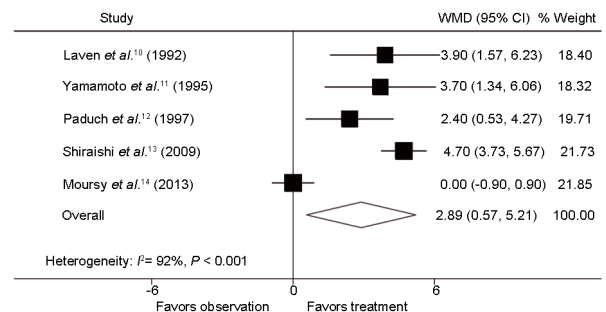 Study WMD (95% CI) % Weight
Laven et al.10 (1992) 3.90 (1.57, 6.23) 18.40
Yamamoto et al.11 (1995) 3.70 (1.34, 6.06) 18.32
Paduch et al.12 (1997) 2.40 (0.53, 4.27) 19.71
Shiraishi et al.13 (2009) 4.70 (3.73, 5.67) 21.73
Moursy et al.14 (2013) 0.00 (-0.90, 0.90) 21.85
Overall 2.89 (0.57, 5.21) 100.00
Heterogeneity: I²= 92%, P < 0.001
-6 0 6
Favors observation Favors treatment